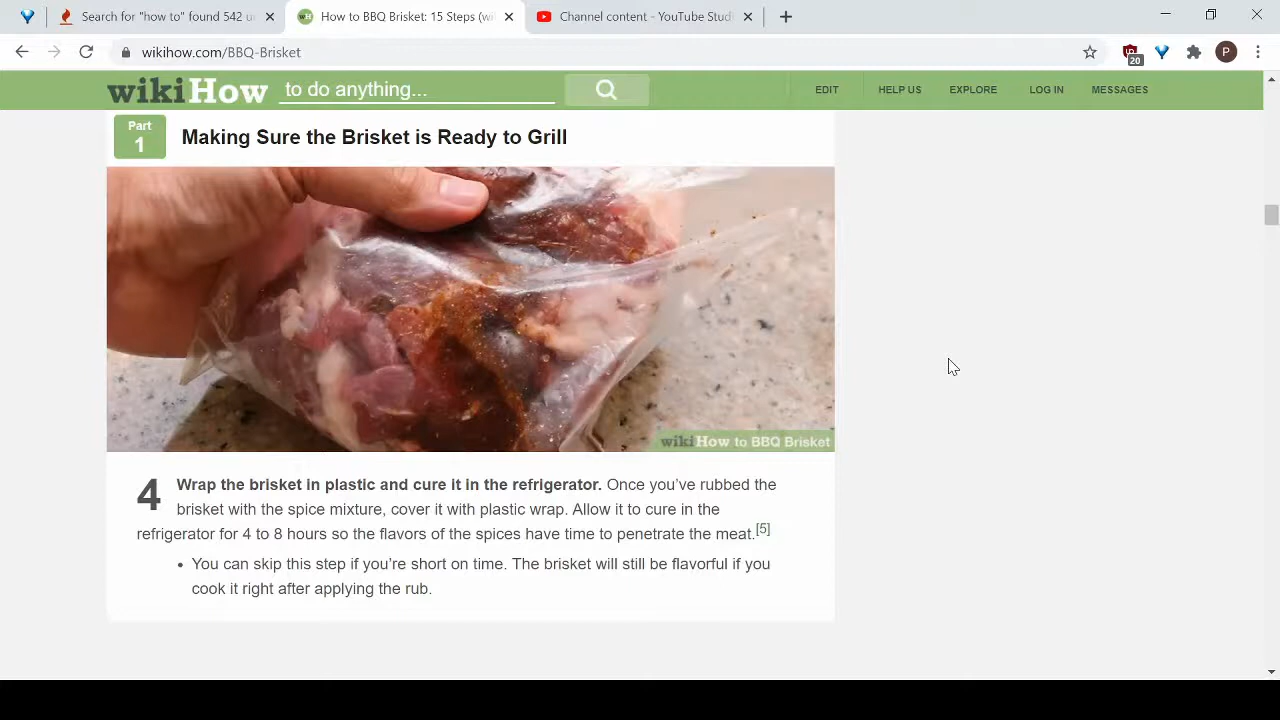 Search for "how to" found 542 u
How to BBQ Brisket: 15 Steps (wi
Channel content - YouTube Stud
wikihow.com/BBQ-Brisket
20
P
wikiHow to do anything...
EDIT HELP US EXPLORE LOG IN MESSAGES
Part
1
Making Sure the Brisket is Ready to Grill
wikiHow to BBQ Brisket
4 Wrap the brisket in plastic and cure it in the refrigerator. Once you’ve rubbed the
brisket with the spice mixture, cover it with plastic wrap. Allow it to cure in the
refrigerator for 4 to 8 hours so the flavors of the spices have time to penetrate the meat.[5]
• You can skip this step if you’re short on time. The brisket will still be flavorful if you
cook it right after applying the rub.